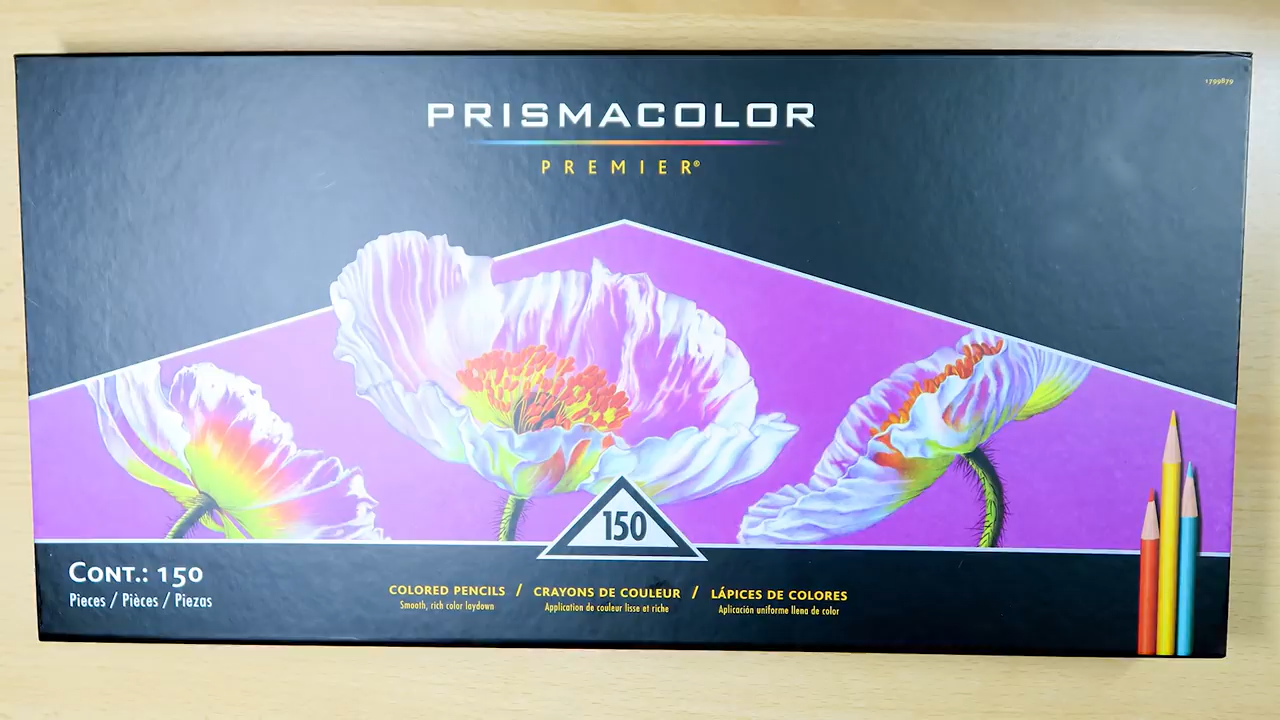 1799879
PRISMACOLOR
PREMIER®
150
CONT.: 150
Pieces / Pièces / Piezas
COLORED PENCILS / CRAYONS DE COULEUR / LÁPICES DE COLORES
Smooth, rich color laydown Application de couleur lisse et riche Aplicación uniforme llena de color